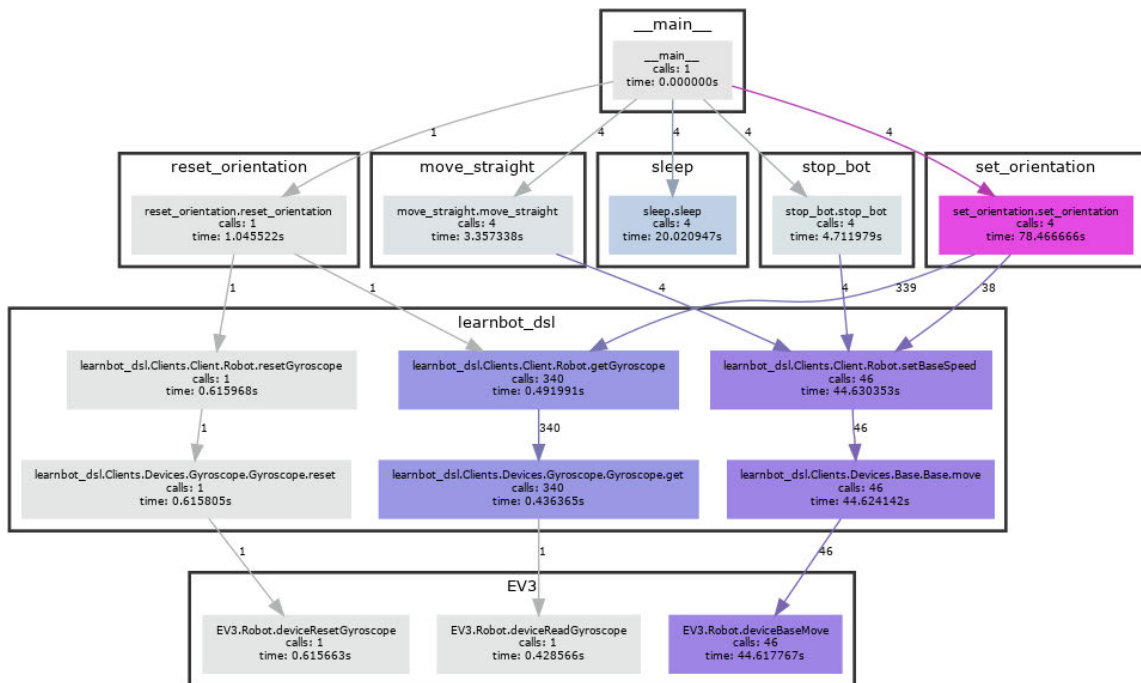 __main__
__main__
calls: 1
time: 0.000000s
1
4
4
4
4
reset_orientation
move_straight
sleep
stop_bot
set_orientation
reset_orientation.reset_orientation
calls: 1
time: 1.045522s
move_straight.move_straight
calls: 4
time: 3.357338s
sleep.sleep
calls: 4
time: 20.020947s
stop_bot.stop_bot
calls: 4
time: 4.711979s
set_orientation.set_orientation
calls: 4
time: 78.466666s
1
1
4
4
339
38
learnbot_dsl
learnbot_dsl.Clients.Client.Robot.resetGyroscope
calls: 1
time: 0.615968s
learnbot_dsl.Clients.Client.Robot.getGyroscope
calls: 340
time: 0.491991s
learnbot_dsl.Clients.Client.Robot.setBaseSpeed
calls: 46
time: 44.630353s
1
340
46
learnbot_dsl.Clients.Devices.Gyroscope.Gyroscope.reset
calls: 1
time: 0.615805s
learnbot_dsl.Clients.Devices.Gyroscope.Gyroscope.get
calls: 340
time: 0.436365s
learnbot_dsl.Clients.Devices.Base.Base.move
calls: 46
time: 44.624142s
1
1
46
EV3
EV3.Robot.deviceResetGyroscope
calls: 1
time: 0.615663s
EV3.Robot.deviceReadGyroscope
calls: 1
time: 0.428566s
EV3.Robot.deviceBaseMove
calls: 46
time: 44.617767s